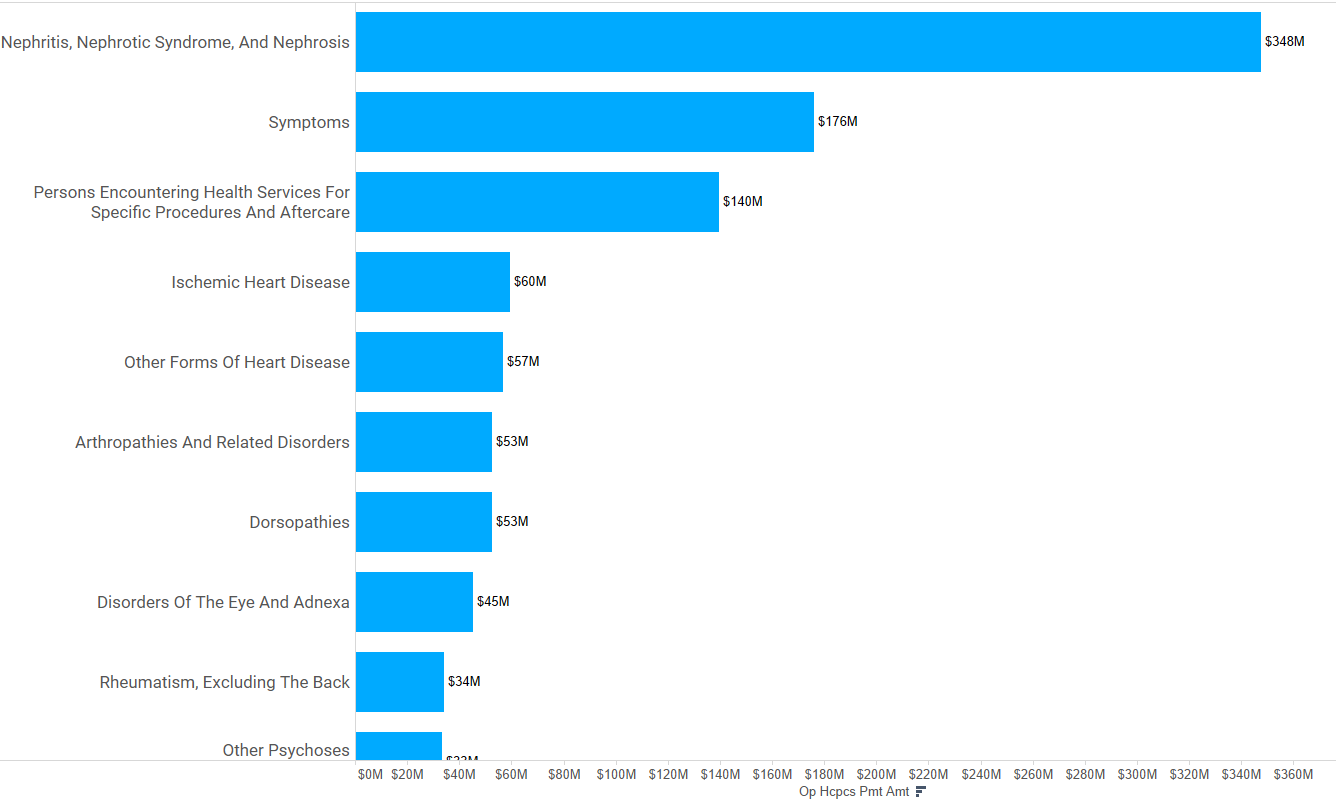 Nephritis, Nephrotic Syndrome, And Nephrosis
$348M
Symptoms
$176M
Persons Encountering Health Services For
Specific Procedures And Aftercare
$140M
Ischemic Heart Disease
$60M
Other Forms Of Heart Disease
$57M
Arthropathies And Related Disorders
$53M
Dorsopathies
$53M
Disorders Of The Eye And Adnexa
$45M
Rheumatism, Excluding The Back
$34M
Other Psychoses
$0M $20M $40M $60M $80M $100M $120M $140M $160M $180M $200M $220M $240M $260M $280M $300M $320M $340M $360M
Op Hcpcs Pmt Amt